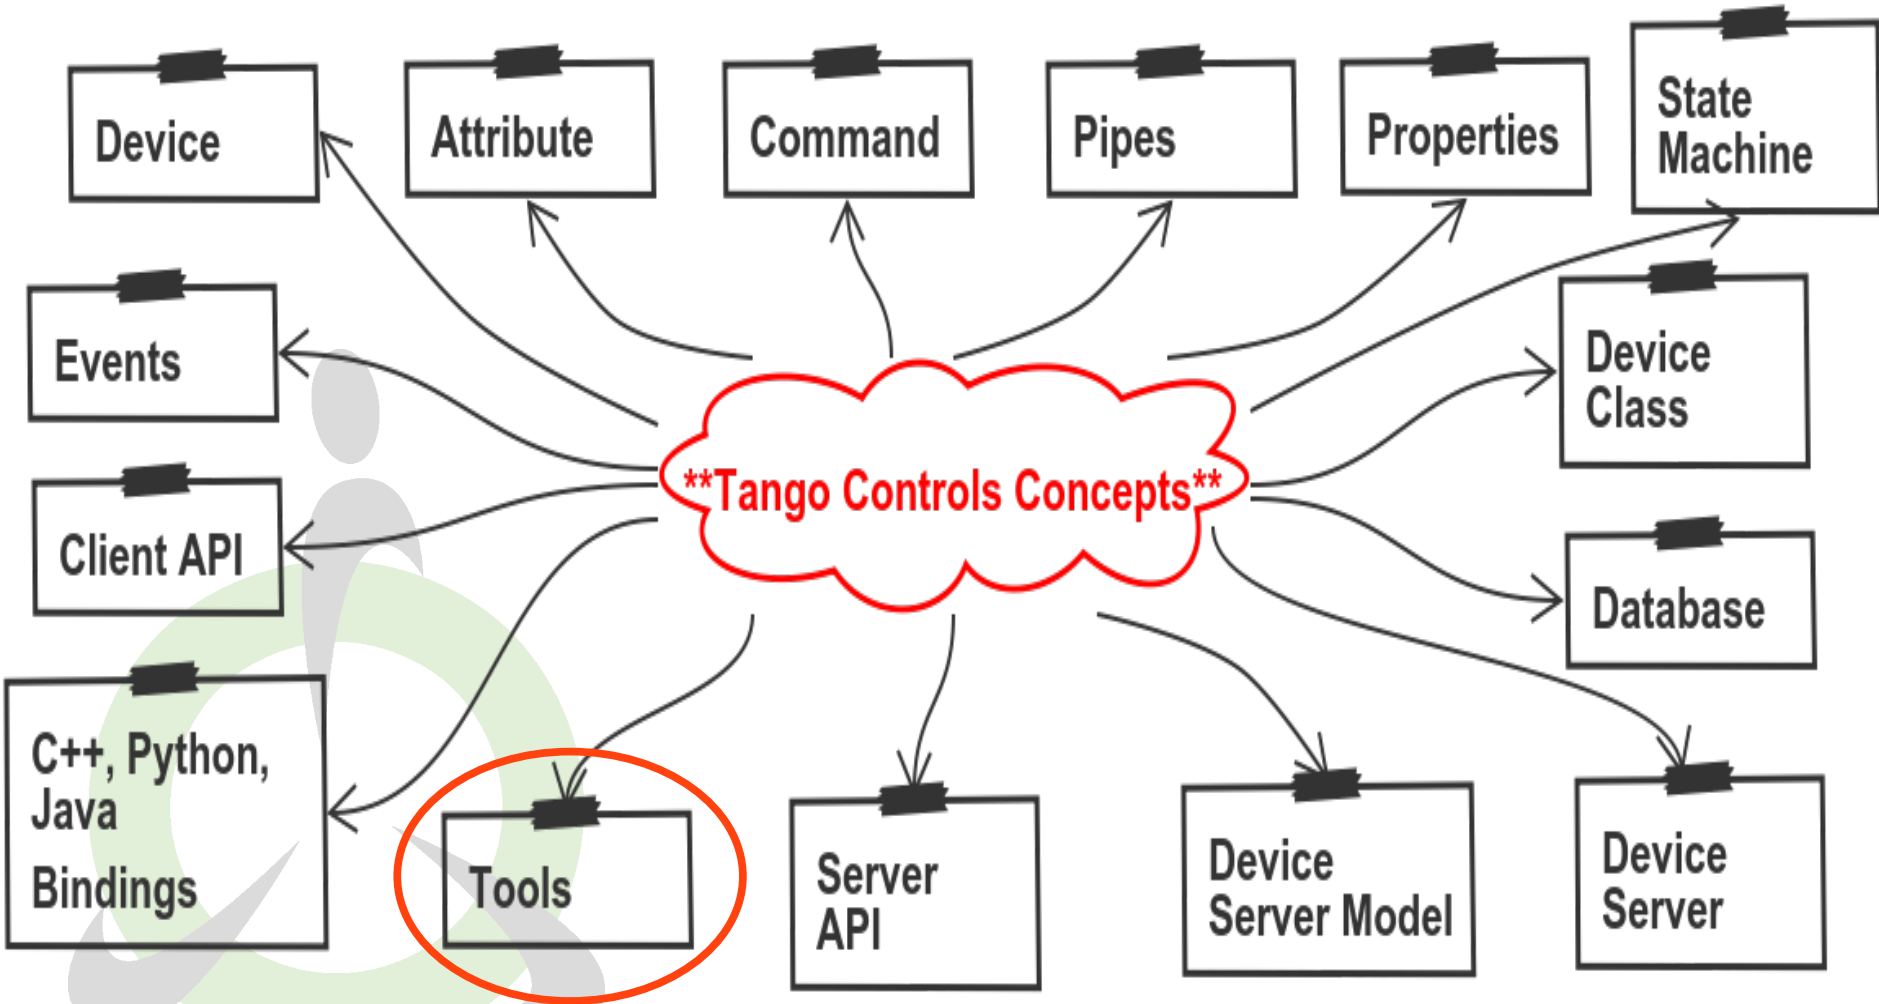 Device
Attribute
Command
Pipes
Properties
State
Machine
Events
Device
Class
**Tango Controls Concepts**
Client API
Database
C++, Python,
Java
Bindings
Tools
Server
API
Device
Server Model
Device
Server